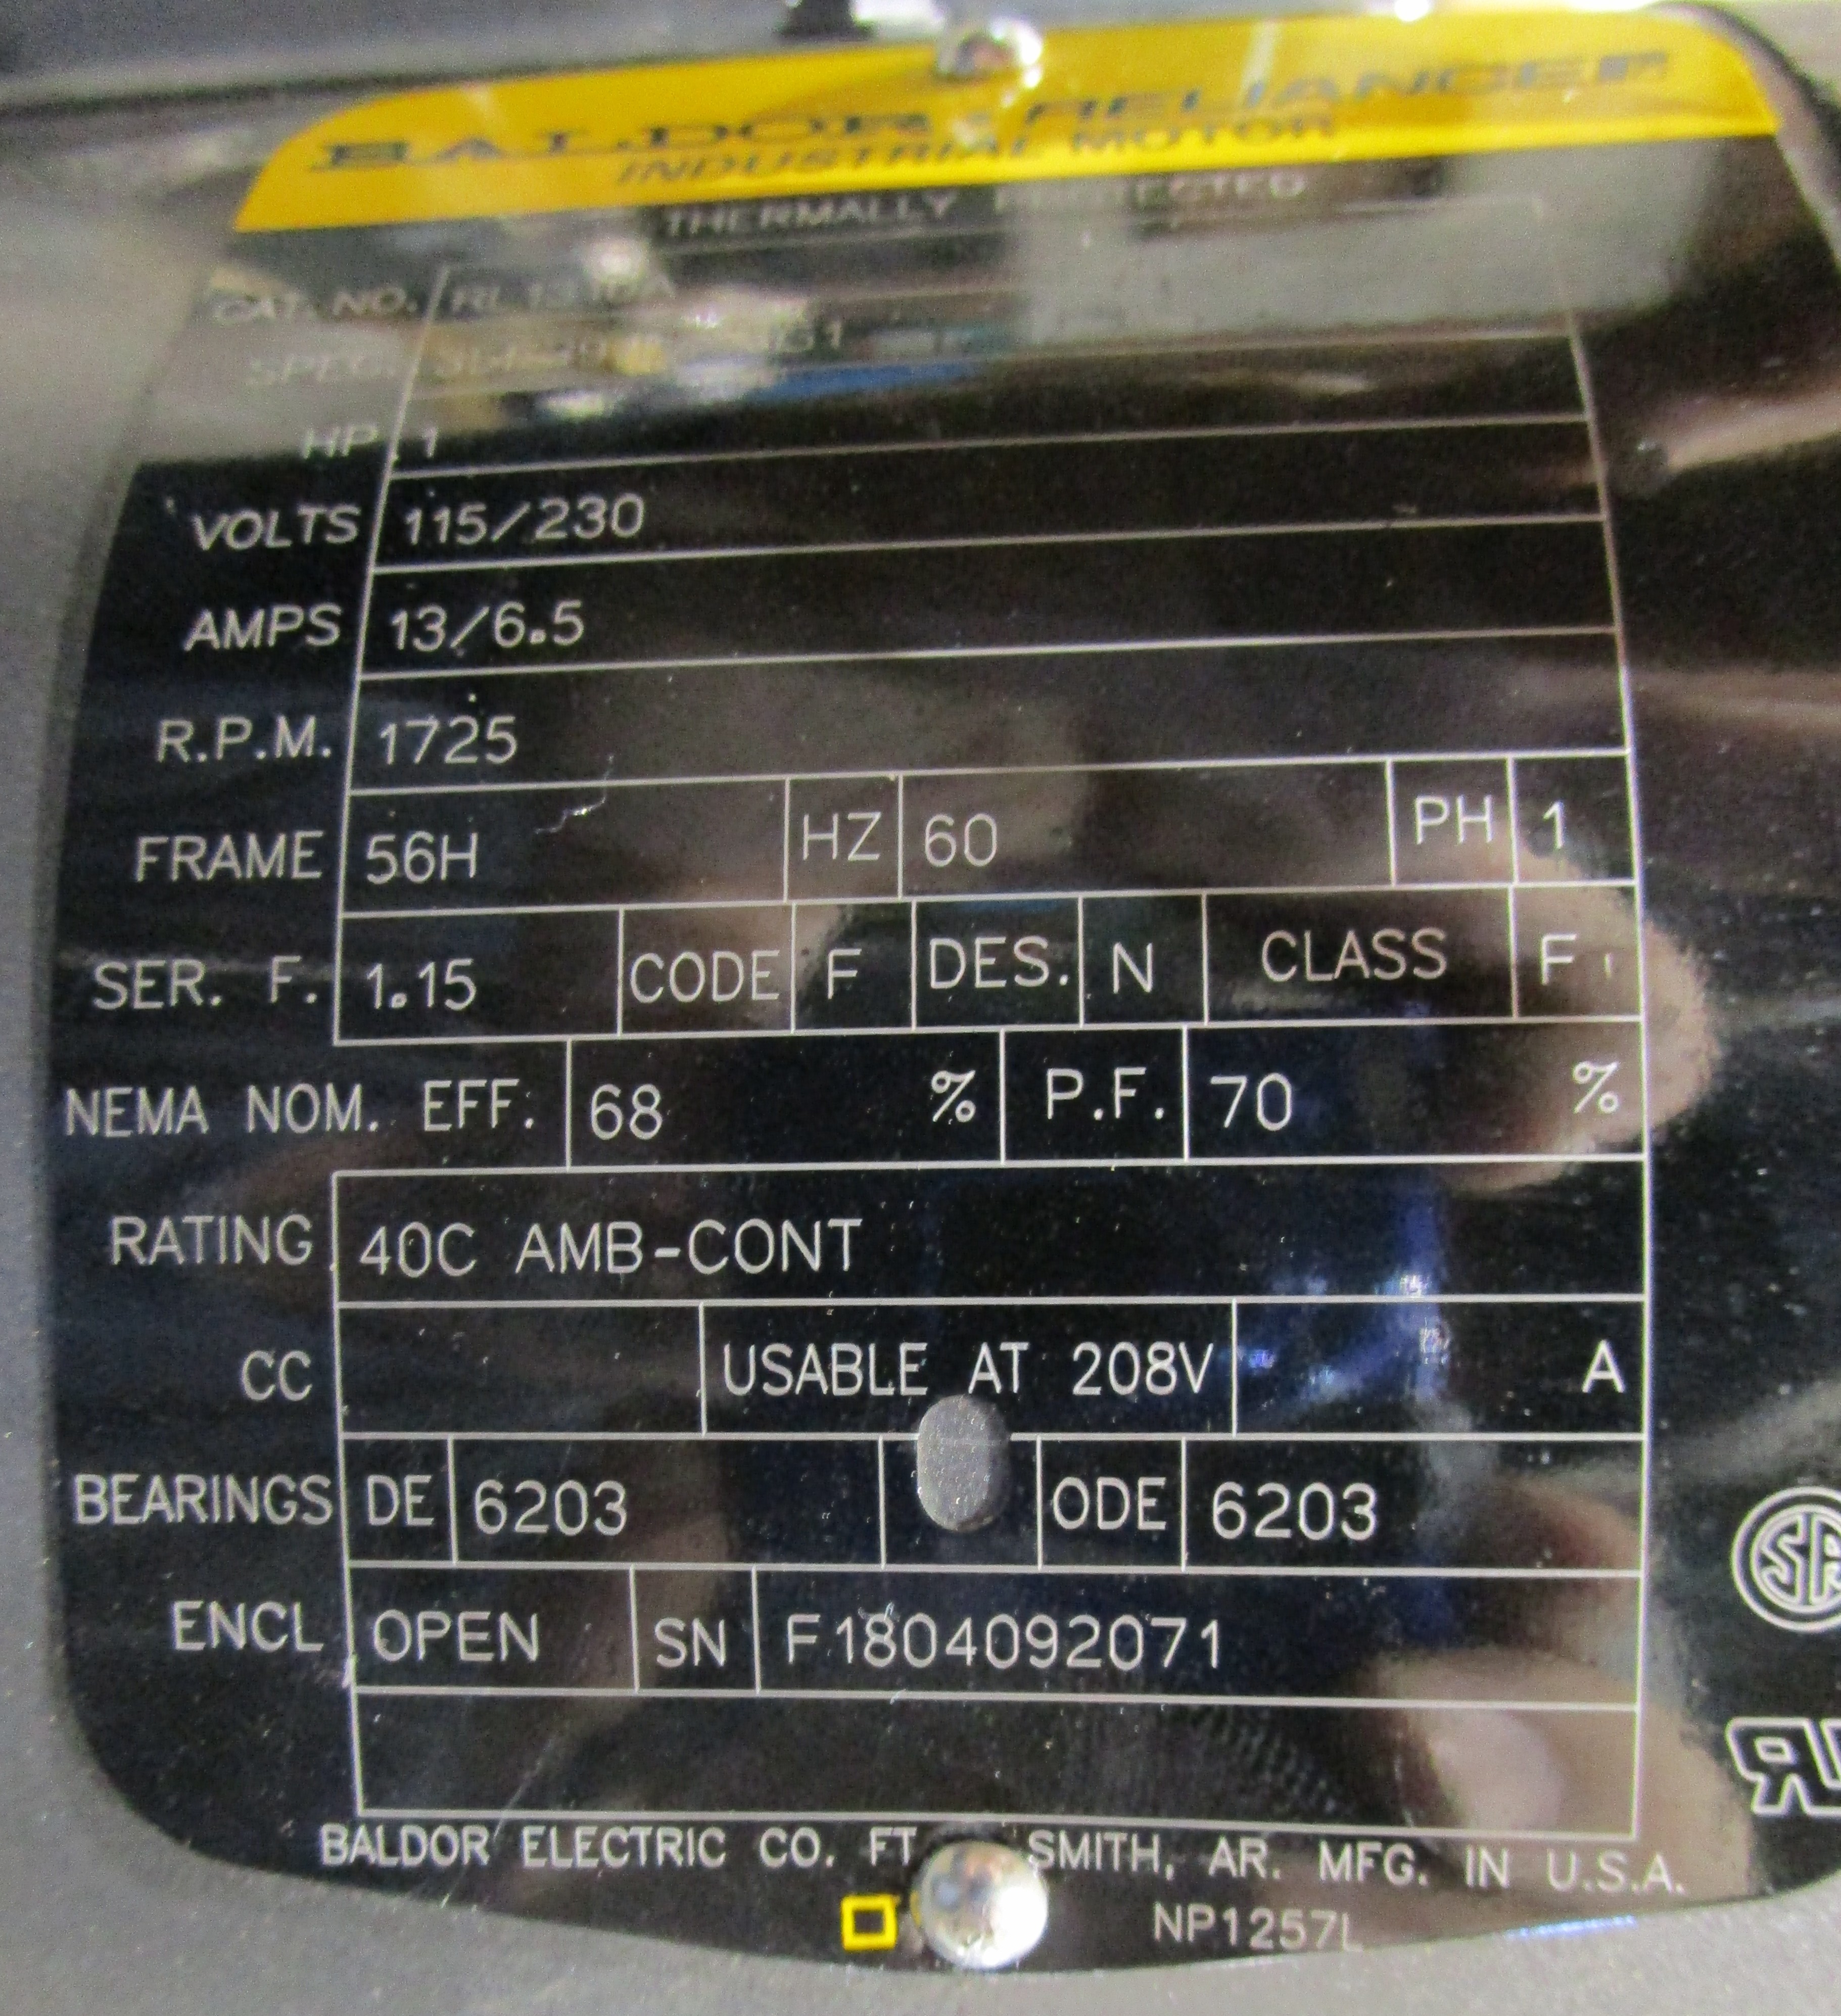 BALDOR • RELIANCE
INDUSTRIAL MOTOR
THERMALLY PROTECTED
CAT. NO.
SPEC.
HP 1
VOLTS 115/230
AMPS 13/6.5
R.P.M. 1725
FRAME 56H HZ 60 PH 1
SER. F. 1.15 CODE F DES. N CLASS F
NEMA NOM. EFF. 68 % P.F. 70 %
RATING 40C AMB-CONT
CC USABLE AT 208V A
BEARINGS DE 6203 ODE 6203
ENCL OPEN SN F1804092071
BALDOR ELECTRIC CO. FT SMITH, AR. MFG. IN U.S.A.
NP1257L